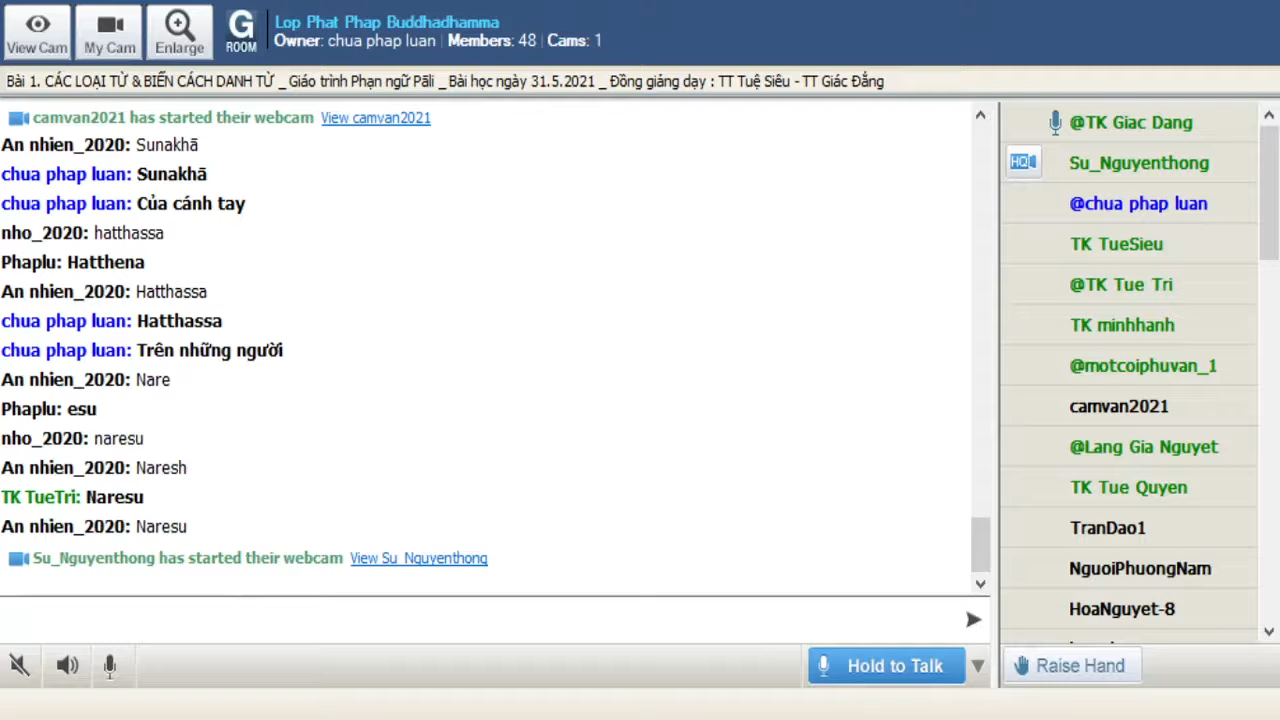 View Cam
My Cam
Enlarge
G ROOM
Lop Phat Phap Buddhadhamma
Owner: chua phap luan | Members: 48 | Cams: 1
Bài 1. CÁC LOẠI TỪ & BIẾN CÁCH DANH TỪ _ Giáo trình Phạn ngữ Pāli _ Bài học ngày 31.5.2021 _ Đồng giảng dạy : TT Tuệ Siêu - TT Giác Đẳng
camvan2021 has started their webcam View camvan2021
An nhien_2020: Sunakhā
chua phap luan: Sunakhā
chua phap luan: Của cánh tay
nho_2020: hatthassa
Phaplu: Hatthena
An nhien_2020: Hatthassa
chua phap luan: Hatthassa
chua phap luan: Trên những người
An nhien_2020: Nare
Phaplu: esu
nho_2020: naresu
An nhien_2020: Naresh
TK TueTri: Naresu
An nhien_2020: Naresu
Su_Nguyenthong has started their webcam View Su_Nguyenthong
Hold to Talk
@TK Giac Dang
HQ
Su_Nguyenthong
@chua phap luan
TK TueSieu
@TK Tue Tri
TK minhhanh
@motcoiphuvan_1
camvan2021
@Lang Gia Nguyet
TK Tue Quyen
TranDao1
NguoiPhuongNam
HoaNguyet-8
Raise Hand